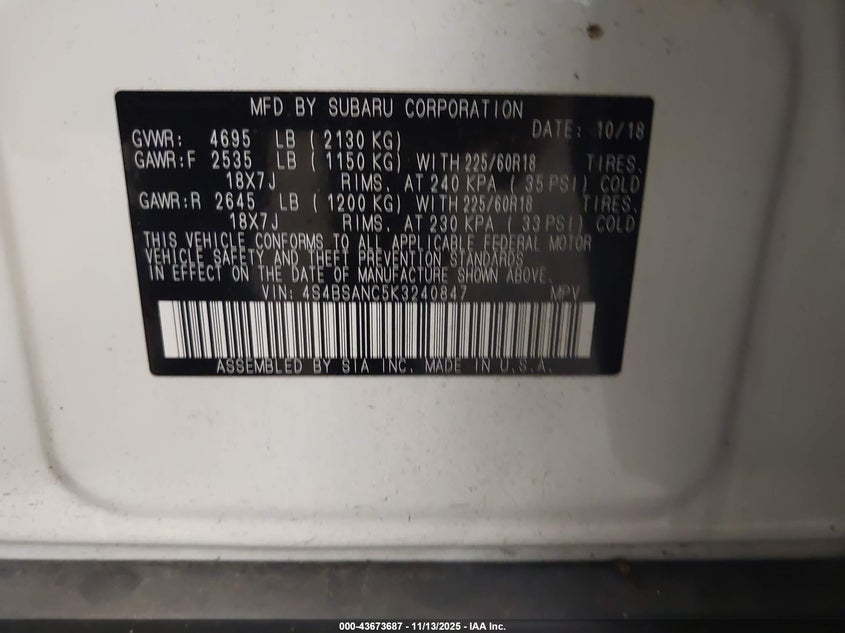 MFD BY SUBARU CORPORATION
DATE: 10/18
GVWR: 4695 LB ( 2130 KG)
GAWR:F 2535 LB ( 1150 KG) WITH 225/60R18 TIRES.
18X7J RIMS, AT 240 KPA ( 35 PSI) COLD
GAWR:R 2645 LB ( 1200 KG) WITH 225/60R18 TIRES.
18X7J RIMS, AT 230 KPA ( 33 PSI) COLD
THIS VEHICLE CONFORMS TO ALL APPLICABLE FEDERAL MOTOR
VEHICLE SAFETY AND THEFT PREVENTION STANDARDS
IN EFFECT ON THE DATE OF MANUFACTURE SHOWN ABOVE.
VIN: 4S4BSANC5K3240847 MPV
ASSEMBLED BY SIA INC. MADE IN U.S.A.
000-43673687 - 11/13/2025 - IAA Inc.